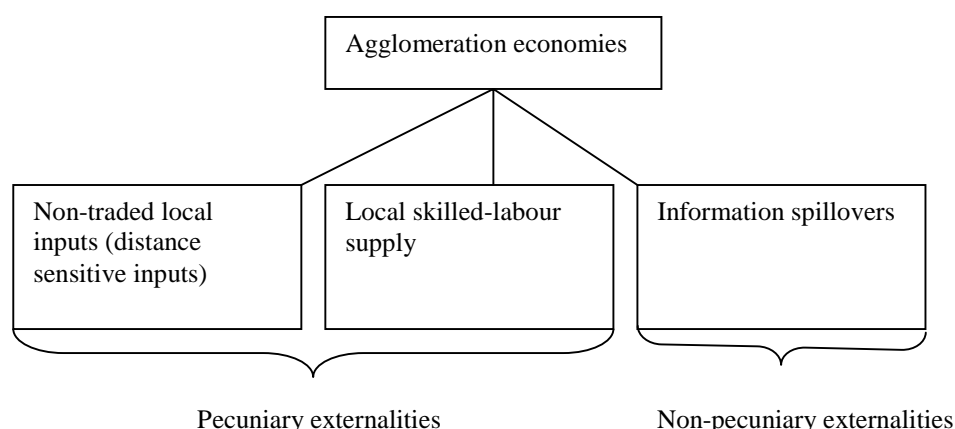 Agglomeration economies
Non-traded local
inputs (distance
sensitive inputs)
Local skilled-labour
supply
Information spillovers
Pecuniary externalities
Non-pecuniary externalities